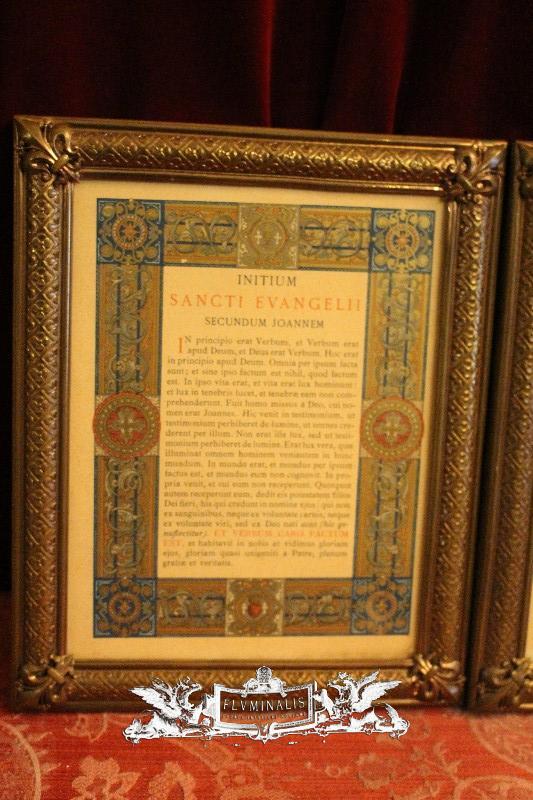 INITIUM
SANCTI EVANGELII
SECUNDUM JOANNEM
IN principio erat Verbum, et Verbum erat
apud Deum, et Deus erat Verbum. Hoc erat
in principio apud Deum. Omnia per ipsum facta
sunt; et sine ipso factum est nihil, quod factum
est. In ipso vita erat, et vita erat lux hominum:
et lux in tenebris lucet, et tenebræ eam non com-
prehenderunt. Fuit homo missus a Deo, cui no-
men erat Joannes. Hic venit in testimonium, ut
testimonium perhiberet de lumine, ut omnes cre-
derent per illum. Non erat ille lux, sed ut testi-
monium perhiberet de lumine. Erat lux vera, quæ
illuminat omnem hominem venientem in hunc
mundum. In mundo erat, et mundus per ipsum
factus est, et mundus eum non cognovit. In pro-
pria venit, et sui eum non receperunt. Quotquot
autem receperunt eum, dedit eis potestatem filios
Dei fieri, his qui credunt in nomine ejus: qui non
ex sanguinibus, neque ex voluntate carnis, neque
ex voluntate viri, sed ex Deo nati sunt (hic ge-
nuflectitur). ET VERBUM CARO FACTUM
EST, et habitavit in nobis et vidimus gloriam
ejus, gloriam quasi unigeniti a Patre, plenum
gratiæ et veritatis.
FLVMINALIS